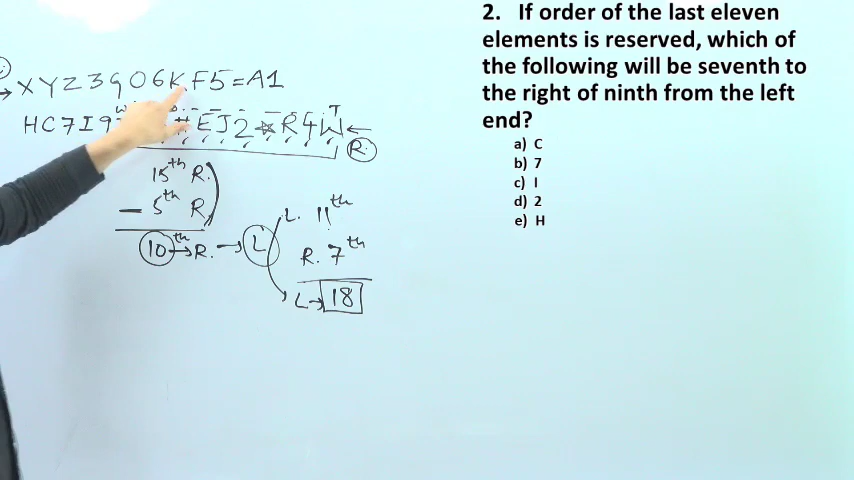 XYZ3GO6KF5=A1
HC7I9 EJ2★R4W ← T
R.
15th R.
− 5th R.
10th → R. → L
L. 11th
R. 7th
L → 18
2. If order of the last eleven
elements is reserved, which of
the following will be seventh to
the right of ninth from the left
end?
a) C
b) 7
c) I
d) 2
e) H